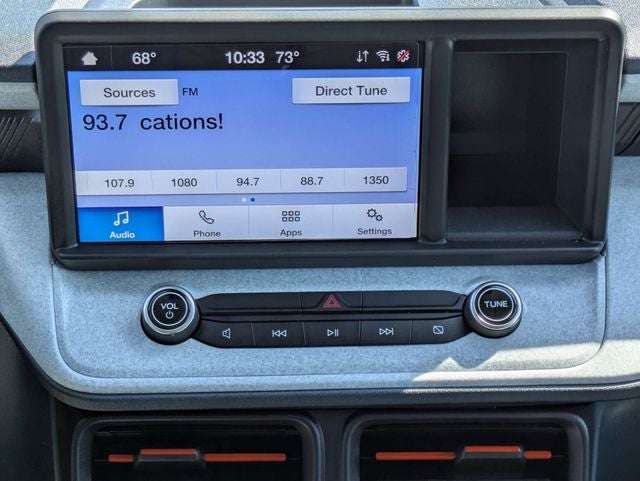 68° 10:33 73°
Sources FM Direct Tune
93.7 cations!
107.9 1080 94.7 88.7 1350
Audio Phone Apps Settings
VOL TUNE